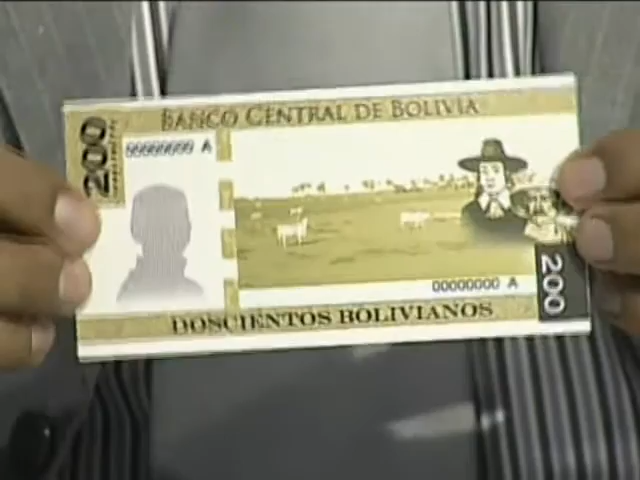 BANCO CENTRAL DE BOLIVIA
200
00000000 A
00000000 A
200
DOSCIENTOS BOLIVIANOS